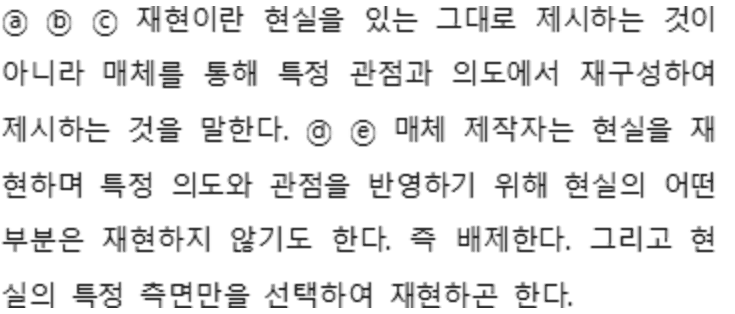 ⓐ ⓑ ⓒ 재현이란 현실을 있는 그대로 제시하는 것이
아니라 매체를 통해 특정 관점과 의도에서 재구성하여
제시하는 것을 말한다. ⓓ ⓔ 매체 제작자는 현실을 재
현하며 특정 의도와 관점을 반영하기 위해 현실의 어떤
부분은 재현하지 않기도 한다. 즉 배제한다. 그리고 현
실의 특정 측면만을 선택하여 재현하곤 한다.